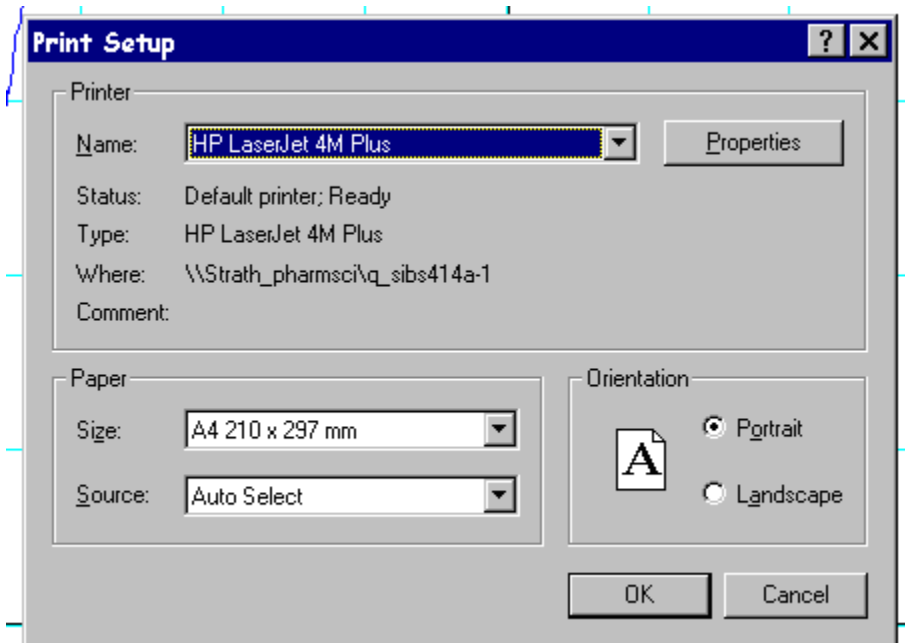 Print Setup
Printer
Name: HP LaserJet 4M Plus Properties
Status: Default printer; Ready
Type: HP LaserJet 4M Plus
Where: \\Strath_pharmsci\q_sibs414a-1
Comment:
Paper
Size: A4 210 x 297 mm
Source: Auto Select
Orientation
A
Portrait
Landscape
OK Cancel